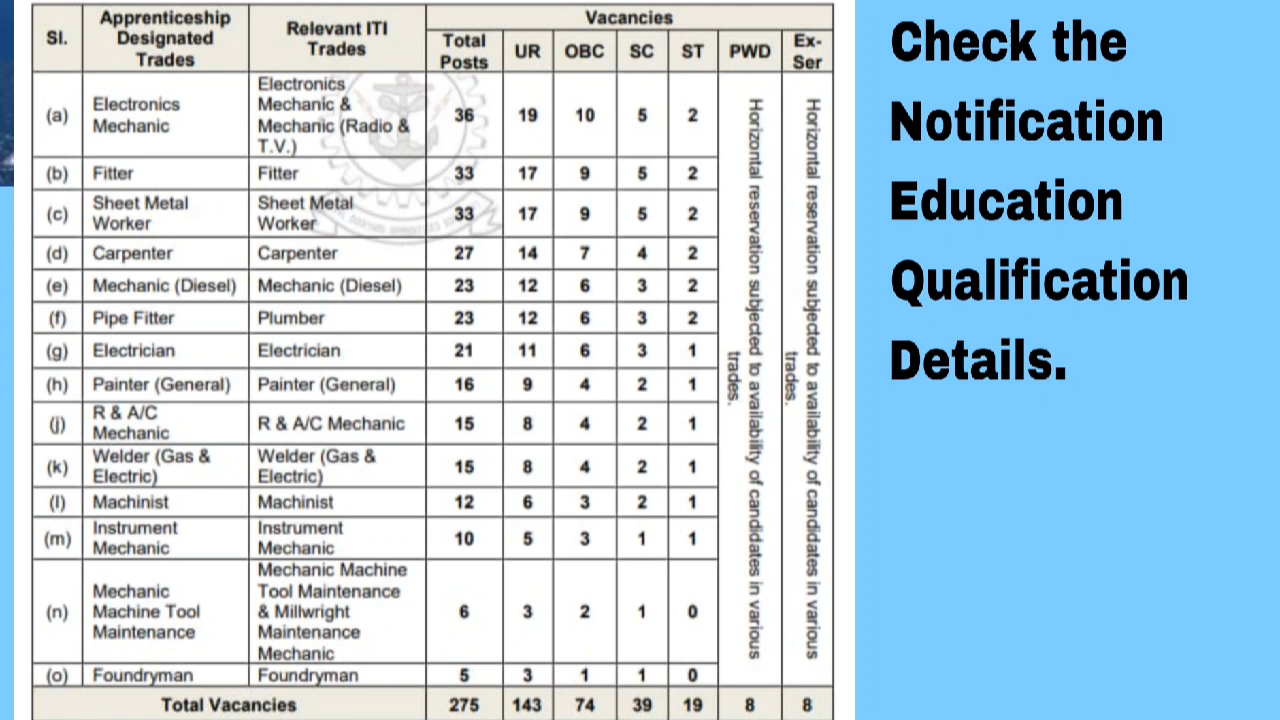 Sl. Apprenticeship Designated Trades Relevant ITI Trades Vacancies
Total Posts UR OBC SC ST PWD Ex-Ser
(a) Electronics Mechanic Electronics Mechanic & Mechanic (Radio & T.V.) 36 19 10 5 2
(b) Fitter Fitter 33 17 9 5 2
(c) Sheet Metal Worker Sheet Metal Worker 33 17 9 5 2
(d) Carpenter Carpenter 27 14 7 4 2
(e) Mechanic (Diesel) Mechanic (Diesel) 23 12 6 3 2
(f) Pipe Fitter Plumber 23 12 6 3 2
(g) Electrician Electrician 21 11 6 3 1
(h) Painter (General) Painter (General) 16 9 4 2 1
(j) R & A/C Mechanic R & A/C Mechanic 15 8 4 2 1
(k) Welder (Gas & Electric) Welder (Gas & Electric) 15 8 4 2 1
(l) Machinist Machinist 12 6 3 2 1
(m) Instrument Mechanic Instrument Mechanic 10 5 3 1 1
(n) Mechanic Machine Tool Maintenance Mechanic Machine Tool Maintenance & Millwright Maintenance Mechanic 6 3 2 1 0
(o) Foundryman Foundryman 5 3 1 1 0
Horizontal reservation subjected to availability of candidates in various
trades.
Horizontal reservation subjected to availability of candidates in various
trades.
Total Vacancies 275 143 74 39 19 8 8
Check the
Notification
Education
Qualification
Details.